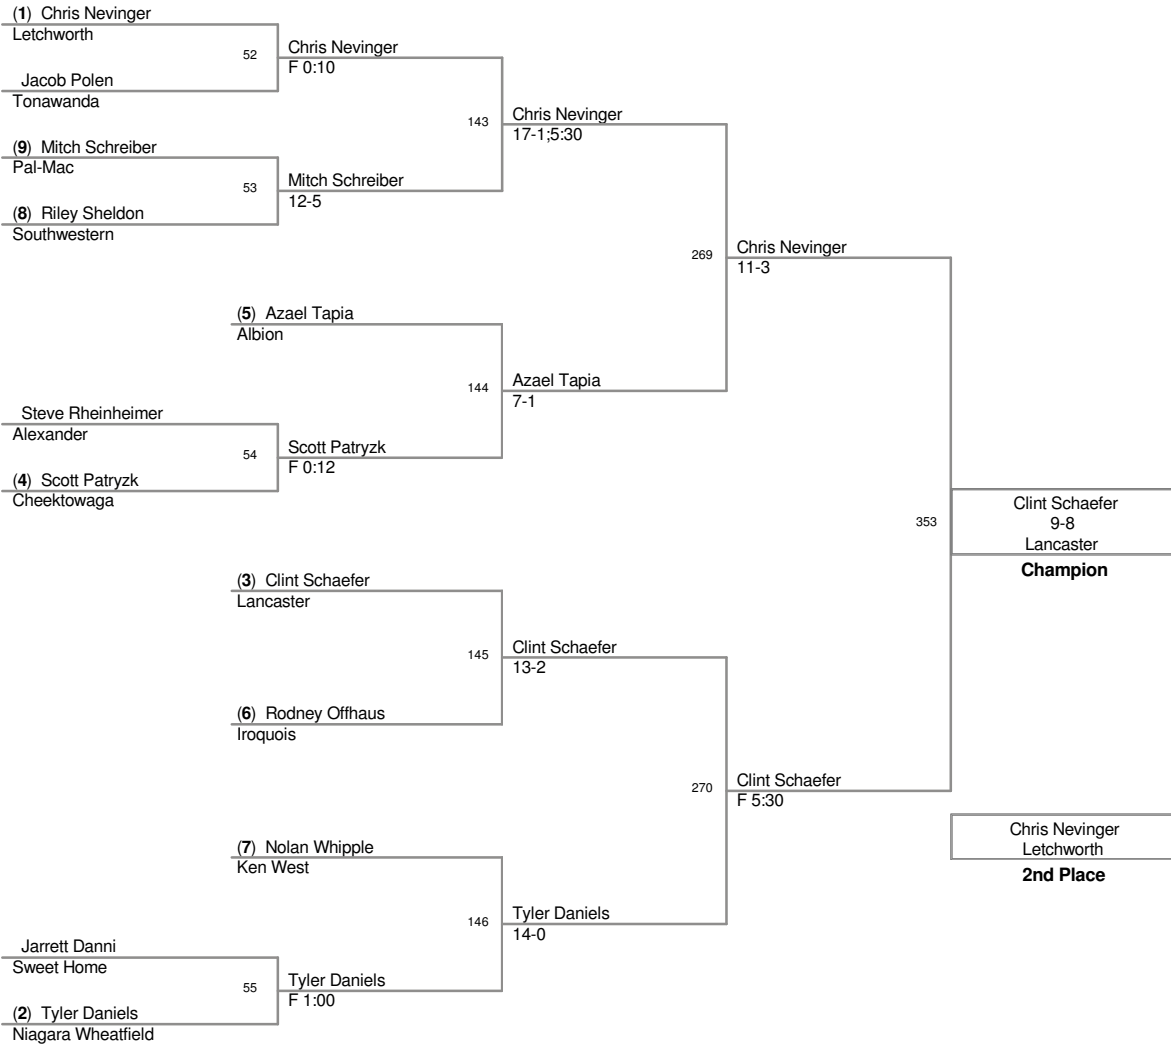 (1) Chris Nevinger
Letchworth
52
Chris Nevinger
F 0:10
Jacob Polen
Tonawanda
143
Chris Nevinger
17-1;5:30
(9) Mitch Schreiber
Pal-Mac
53
Mitch Schreiber
12-5
(8) Riley Sheldon
Southwestern
269
Chris Nevinger
11-3
(5) Azael Tapia
Albion
144
Azael Tapia
7-1
Steve Rheinheimer
Alexander
54
Scott Patryzk
F 0:12
(4) Scott Patryzk
Cheektowaga
353
Clint Schaefer
9-8
Lancaster
Champion
(3) Clint Schaefer
Lancaster
145
Clint Schaefer
13-2
(6) Rodney Offhaus
Iroquois
270
Clint Schaefer
F 5:30
Chris Nevinger
Letchworth
2nd Place
(7) Nolan Whipple
Ken West
146
Tyler Daniels
14-0
Jarrett Danni
Sweet Home
55
Tyler Daniels
F 1:00
(2) Tyler Daniels
Niagara Wheatfield